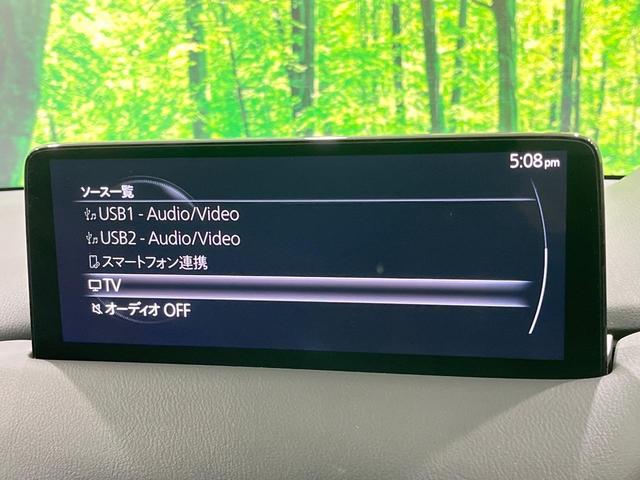 5:08pm
ソース一覧
USB1 - Audio/Video
USB2 - Audio/Video
スマートフォン連携
TV
オーディオ OFF